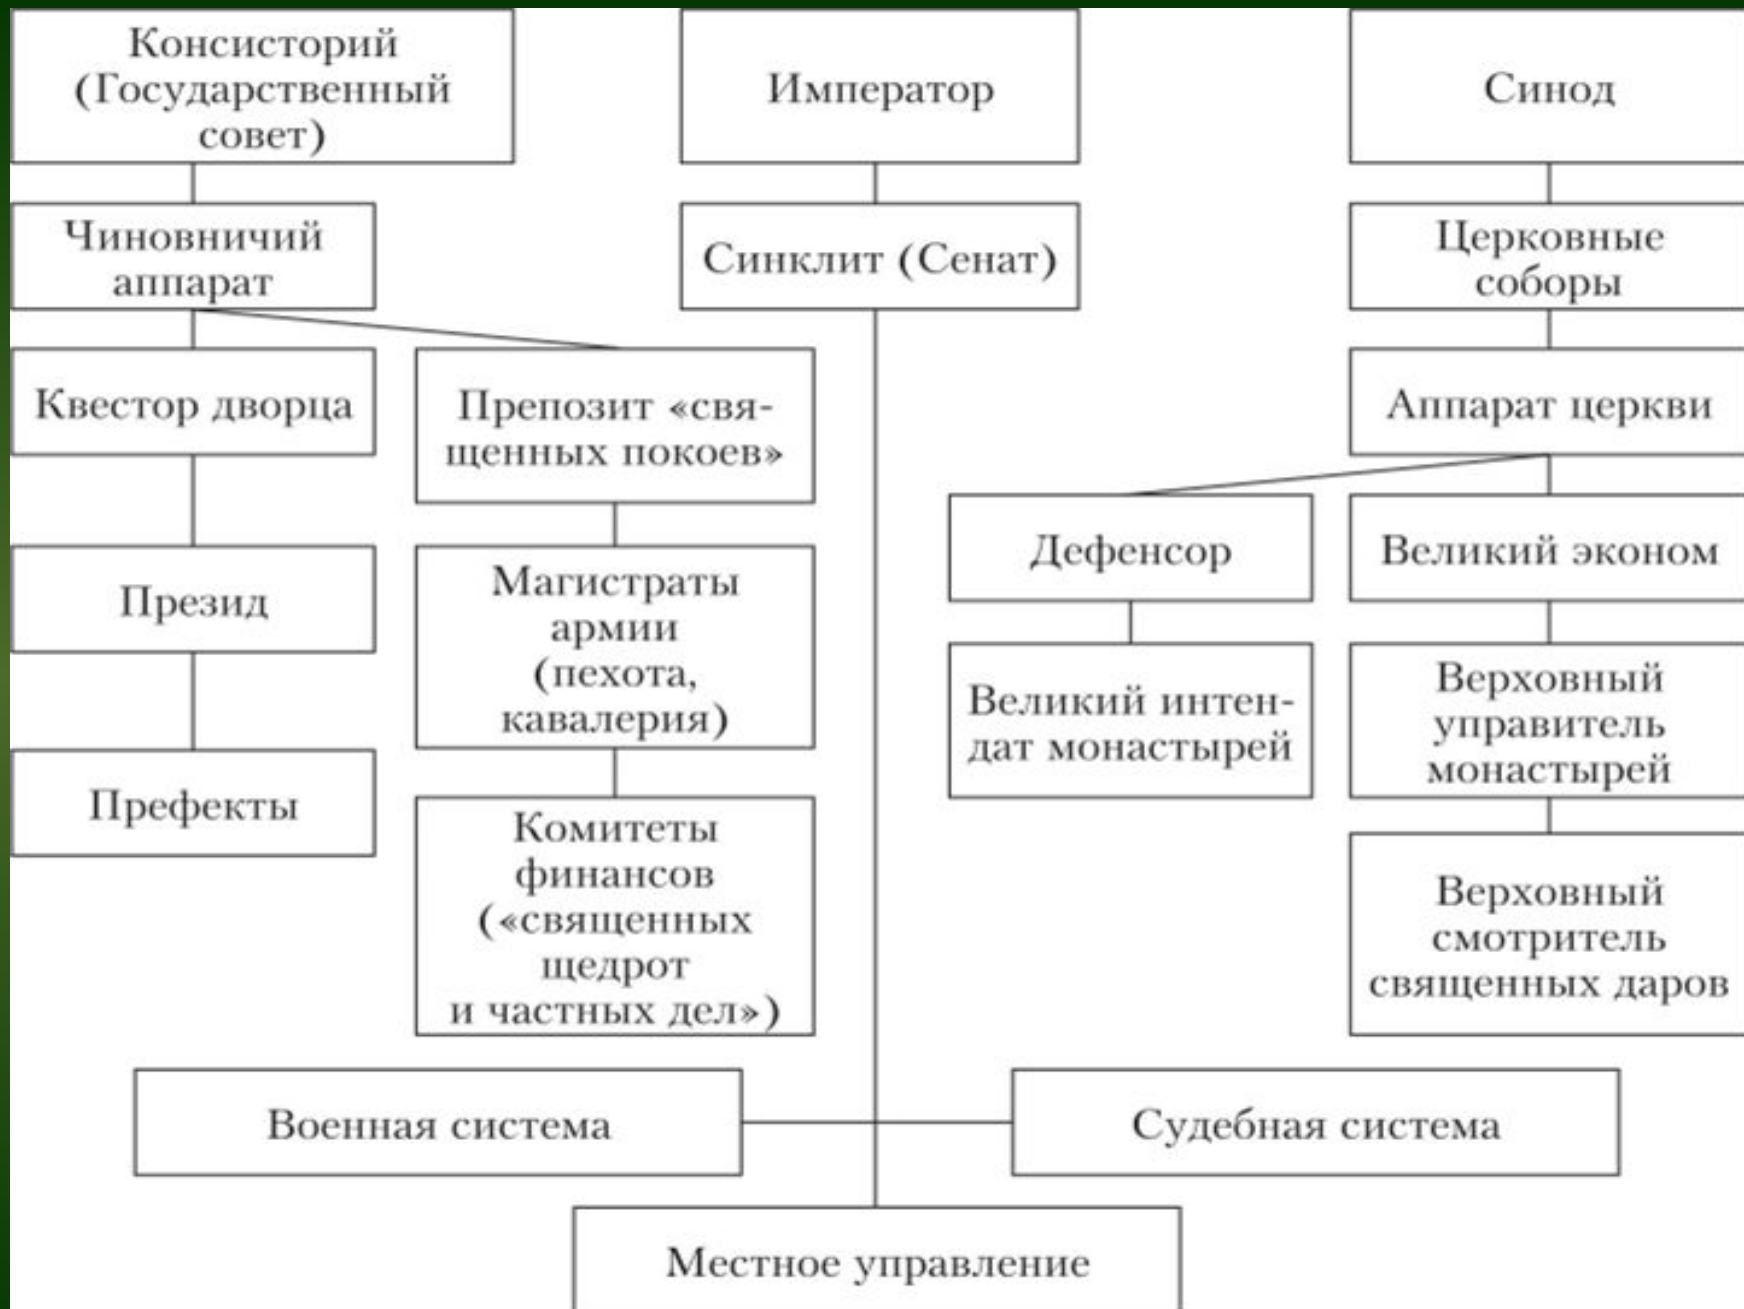 Консисторий
(Государственный
совет)
Император
Синод
Чиновничий
аппарат
Синклит (Сенат)
Церковные
соборы
Квестор дворца
Препозит «свя-
щенных покоев»
Аппарат церкви
Дефенсор
Великий эконом
Презид
Магистраты
армии
(пехота,
кавалерия)
Великий интен-
дат монастырей
Верховный
управитель
монастырей
Префекты
Комитеты
финансов
(«священных
щедрот
и частных дел»)
Верховный
смотритель
священных даров
Военная система
Судебная система
Местное управление